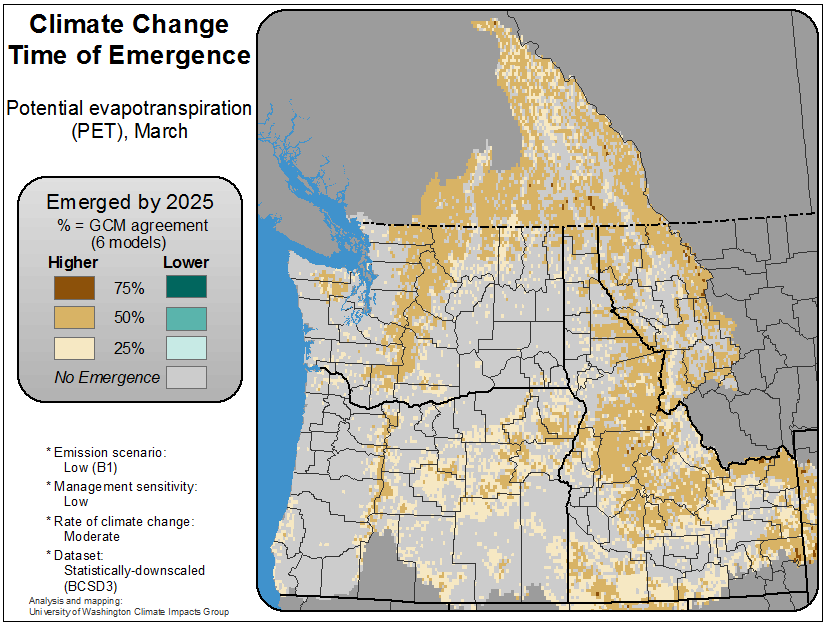 Climate Change
Time of Emergence
Potential evapotranspiration
(PET), March
Emerged by 2025
% = GCM agreement
(6 models)
Higher Lower
75%
50%
25%
No Emergence
* Emission scenario:
Low (B1)
* Management sensitivity:
Low
* Rate of climate change:
Moderate
* Dataset:
Statistically-downscaled
(BCSD3)
Analysis and mapping:
University of Washington Climate Impacts Group